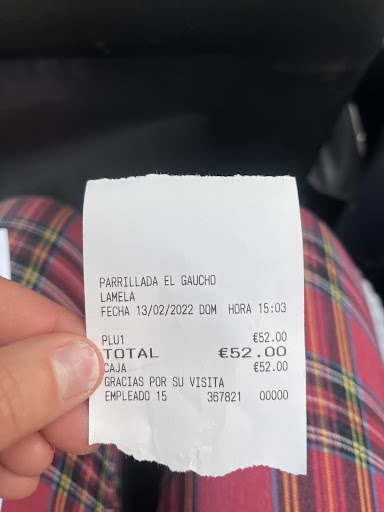 PARRILLADA EL GAUCHO
LAMELA
FECHA 13/02/2022 DOM HORA 15:03
PLU1 €52.00
TOTAL €52.00
CAJA €52.00
GRACIAS POR SU VISITA
EMPLEADO 15 367821 00000